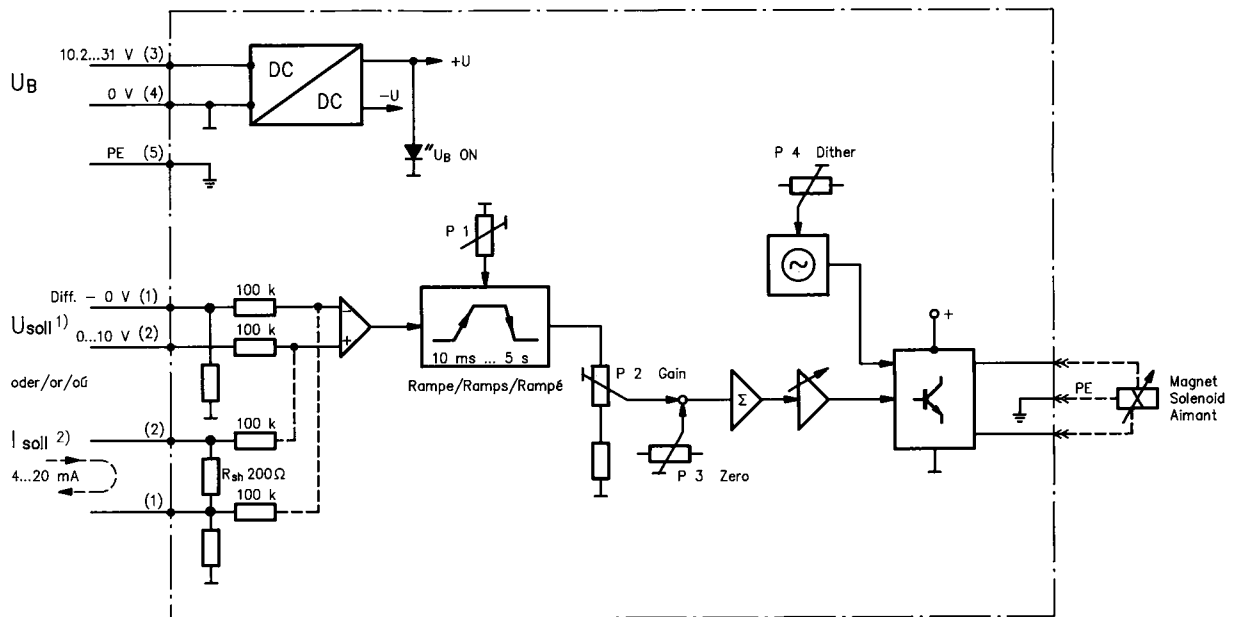 10.2...31 V (3)
U_B
0 V (4)
PE (5)
DC
DC
+U
-U
"U_B ON
P 4 Dither
P 1
Diff. - 0 V (1)
U_soll 1)
0...10 V (2)
100 k
100 k
-
+
10 ms ... 5 s
Rampe/Ramps/Rampé
oder/or/oû
P 2 Gain
P 3 Zero
Σ
+
PE
Magnet
Solenoid
Aimant
I_soll 2)
(2)
100 k
4...20 mA
R_sh 200Ω
100 k
(1)